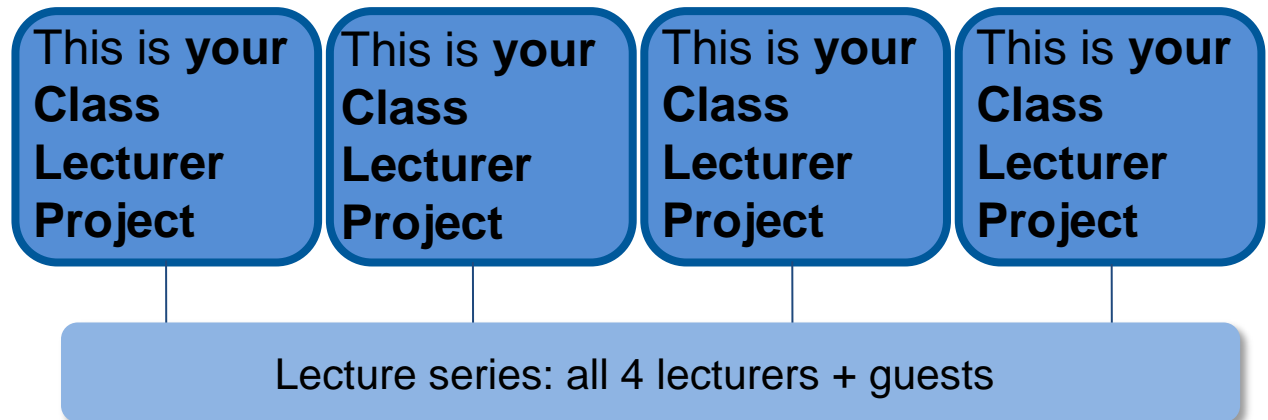 This is your
Class
Lecturer
Project
This is your
Class
Lecturer
Project
This is your
Class
Lecturer
Project
This is your
Class
Lecturer
Project
Lecture series: all 4 lecturers + guests